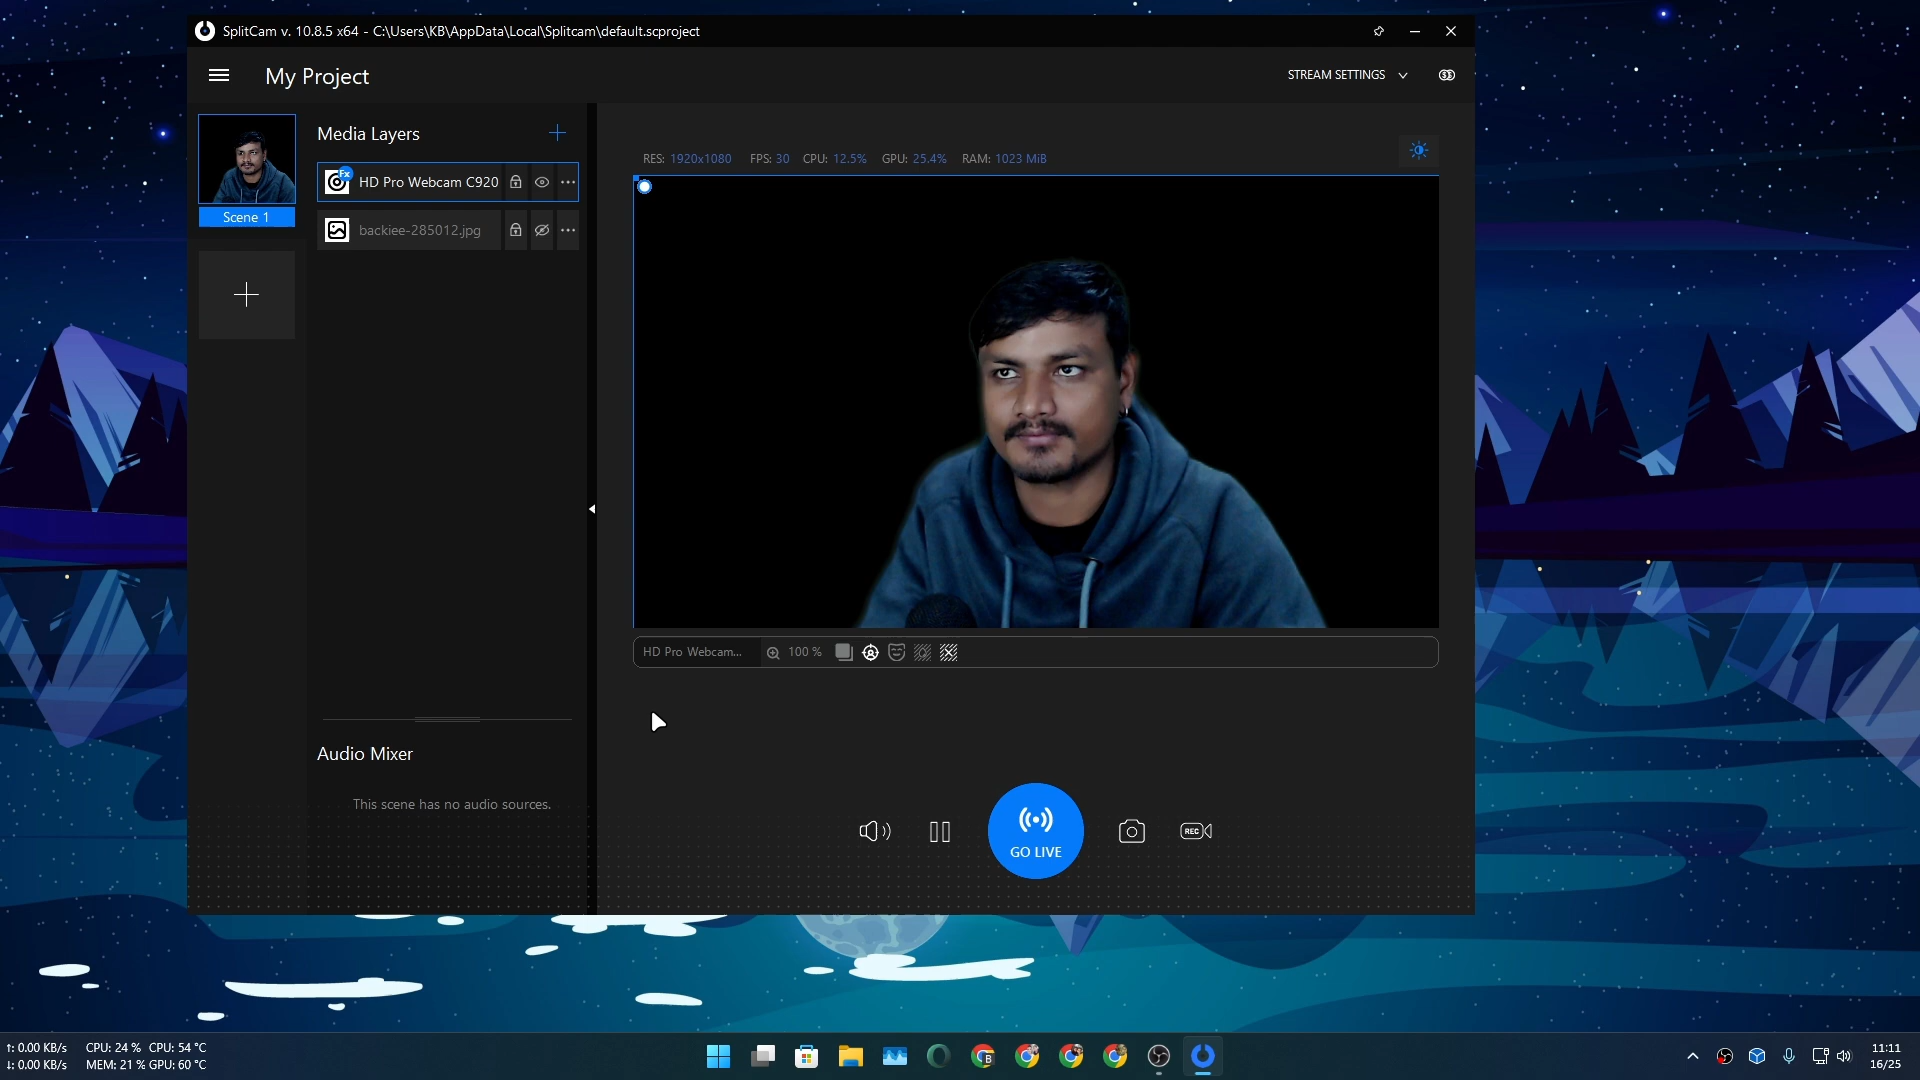 SplitCam v. 10.8.5 x64 - C:\Users\KB\AppData\Local\Splitcam\default.scproject
My Project
STREAM SETTINGS
Media Layers
RES: 1920x1080 FPS: 30 CPU: 12.5% GPU: 25.4% RAM: 1023 MiB
Fx
HD Pro Webcam C920
Scene 1
backiee-285012.jpg
HD Pro Webcam...
100 %
Audio Mixer
This scene has no audio sources.
GO LIVE
REC
↑: 0.00 KB/s CPU: 24 % CPU: 54 °C
↓: 0.00 KB/s MEM: 21 % GPU: 60 °C
B
11:11
16/25